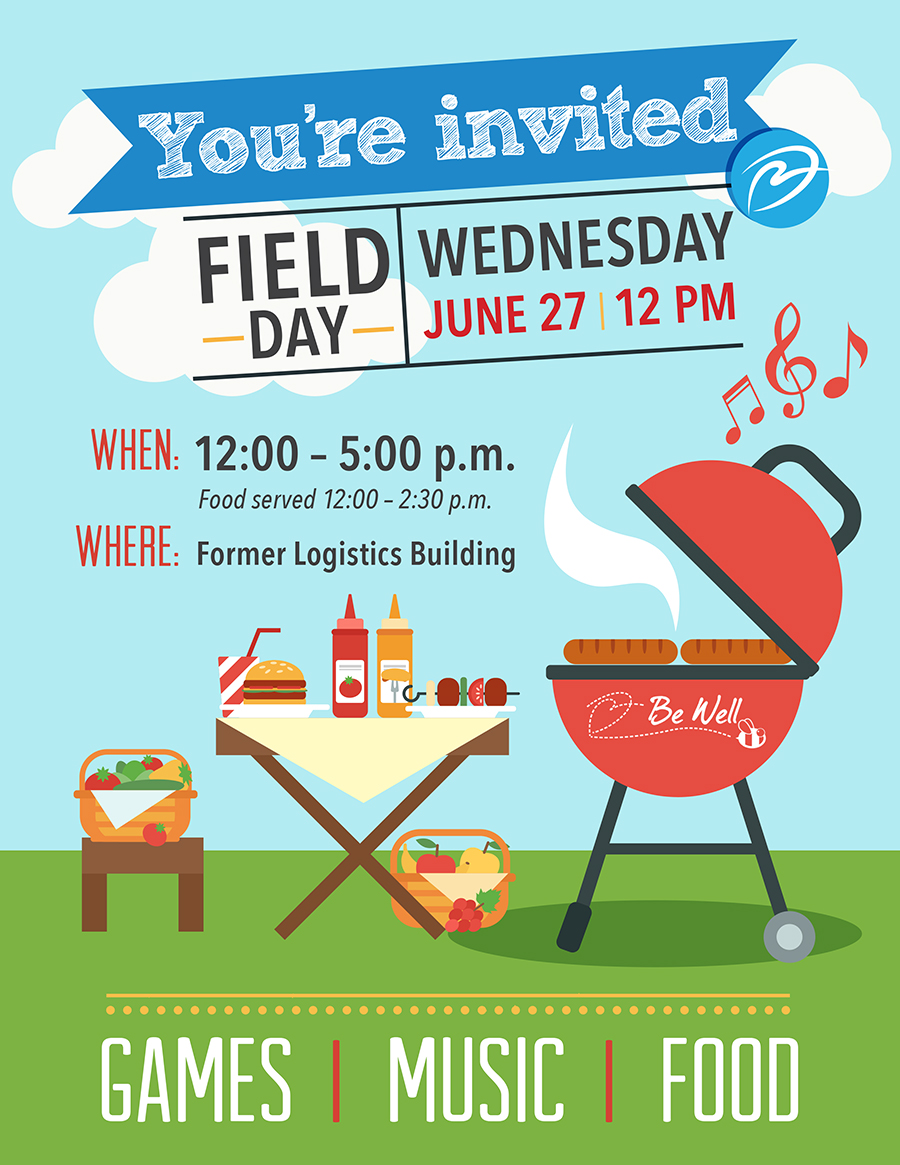 You're invited
FIELD
DAY
WEDNESDAY
JUNE 27 | 12 PM
WHEN: 12:00 – 5:00 p.m.
Food served 12:00 – 2:30 p.m.
WHERE: Former Logistics Building
Be Well
GAMES | MUSIC | FOOD